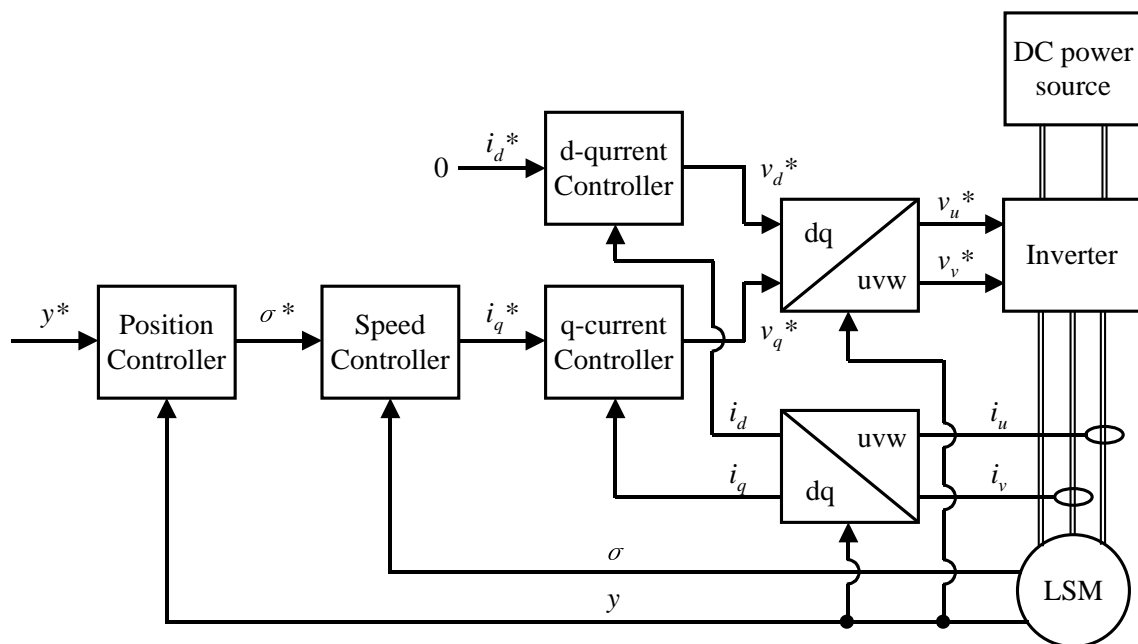 DC power
source
i_d*
0
d-qurrent
Controller
v_d*
dq
uvw
v_u*
v_v*
Inverter
y*
Position
Controller
σ*
Speed
Controller
i_q*
q-current
Controller
v_q*
i_d
i_q
uvw
dq
i_u
i_v
σ
y
LSM